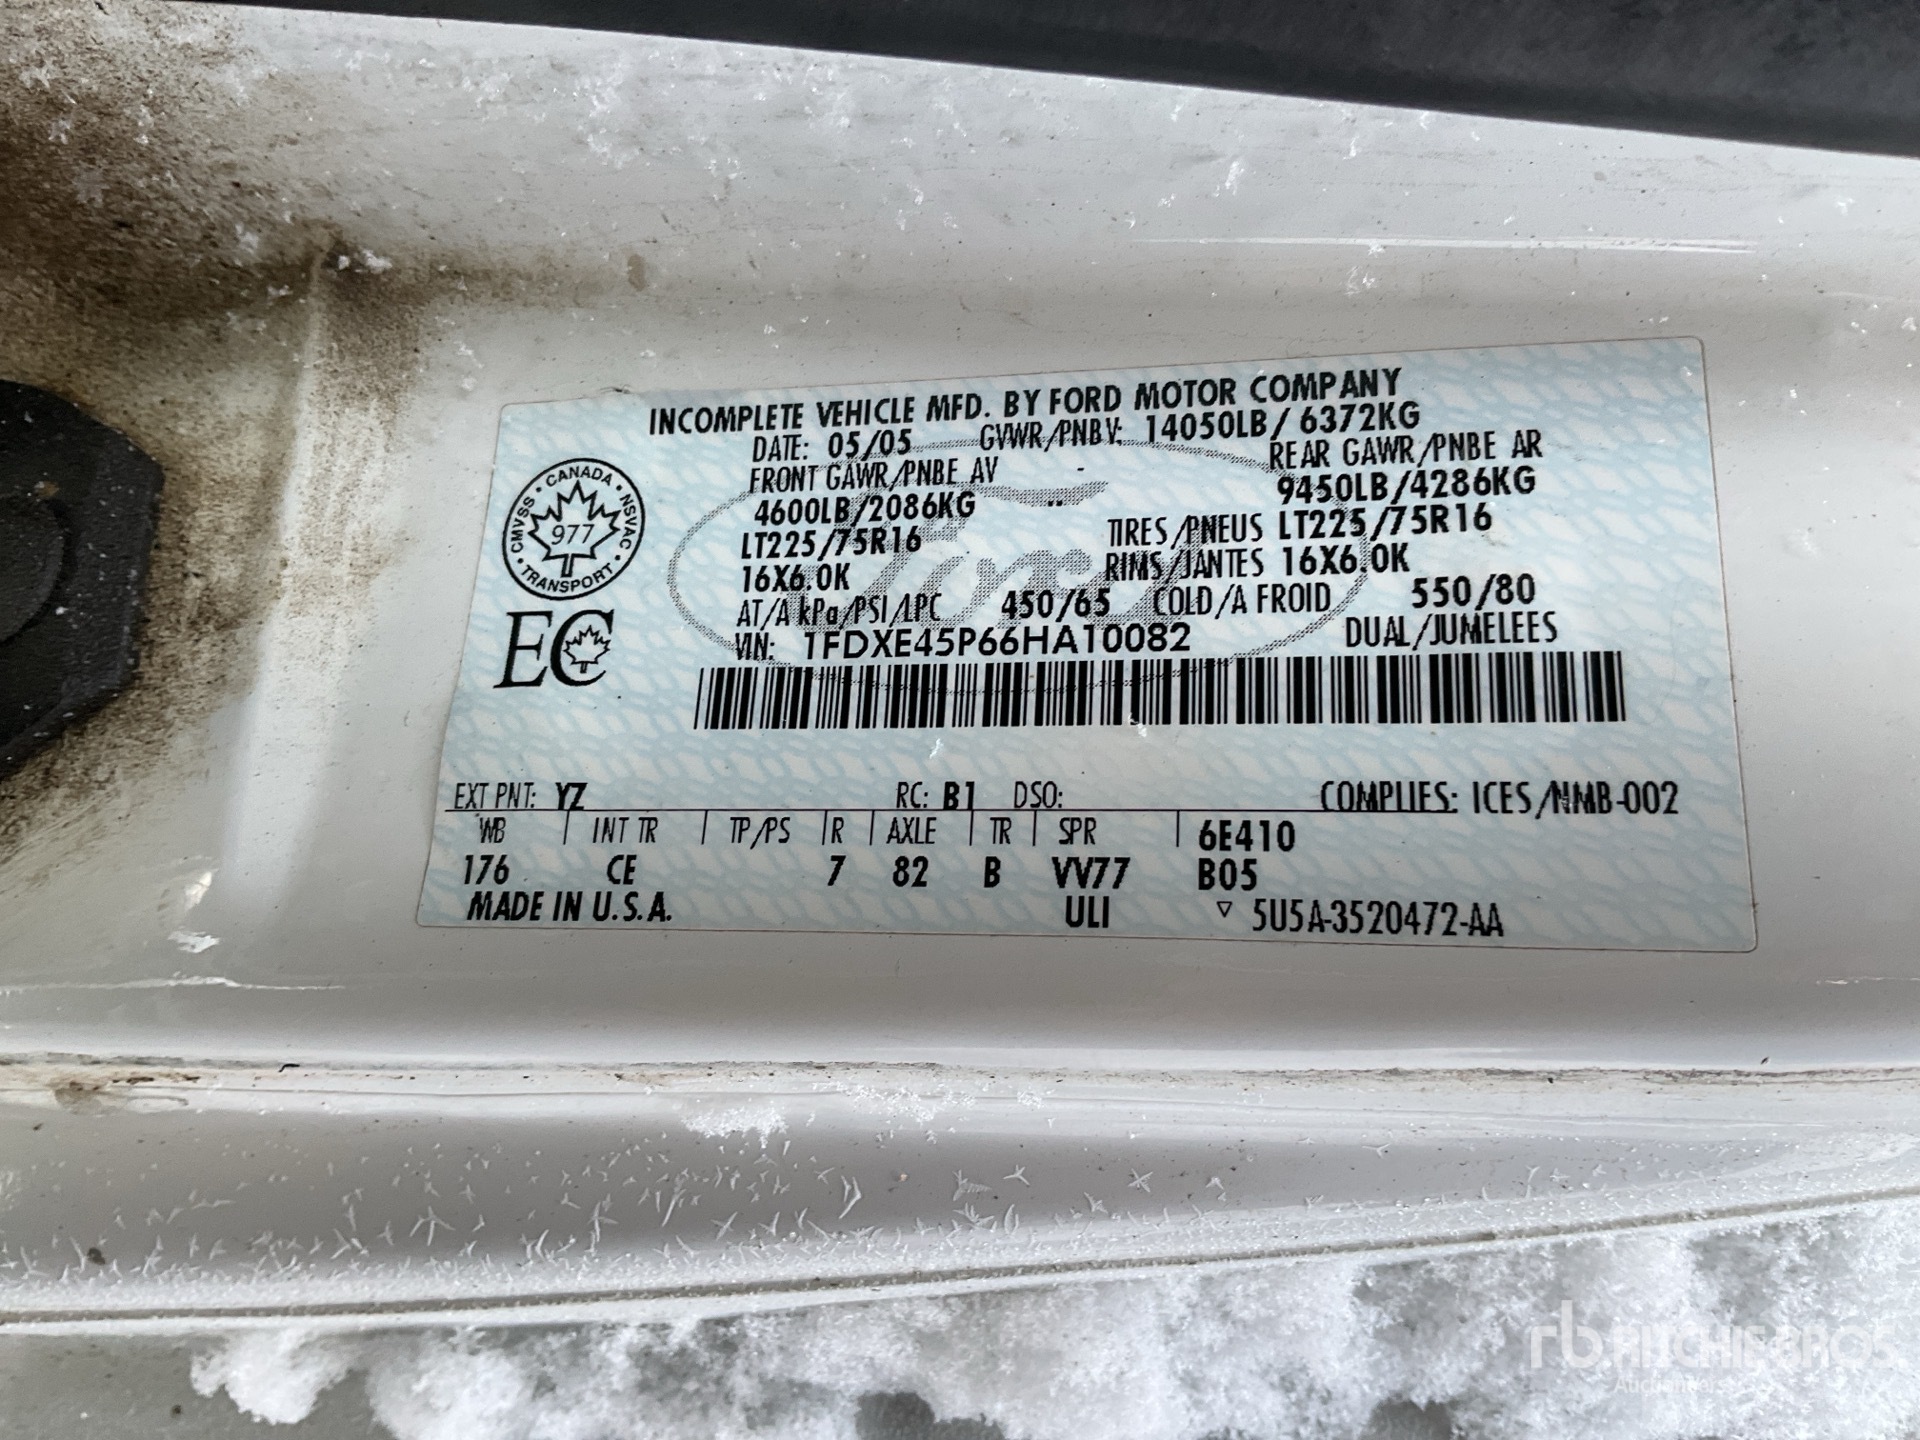 INCOMPLETE VEHICLE MFD. BY FORD MOTOR COMPANY
DATE: 05/05 GVWR/PNBV: 14050LB/ 6372KG
FRONT GAWR/PNBE AV REAR GAWR/PNBE AR
4600LB/2086KG 9450LB/4286KG
LT225/75R16 TIRES/PNEUS LT225/75R16
16X6.0K RIMS/JANTES 16X6.0K
AT/A kPa/PSI/LPC 450/65 COLD/A FROID 550/80
VIN: 1FDXE45P66HA10082 DUAL/JUMELEES
CANADA · NSVAC · TRANSPORT · CMVSS
977
EC
Ford
EXT PNT: YZ RC: B1 DSO: COMPLIES: ICES/NMB-002
WB INT TR TP/PS R AXLE TR SPR 6E410
176 CE 7 82 B VV77 B05
MADE IN U.S.A. ULI ▽ 5U5A-3520472-AA
rb RITCHIE BROS.
Auctioneers